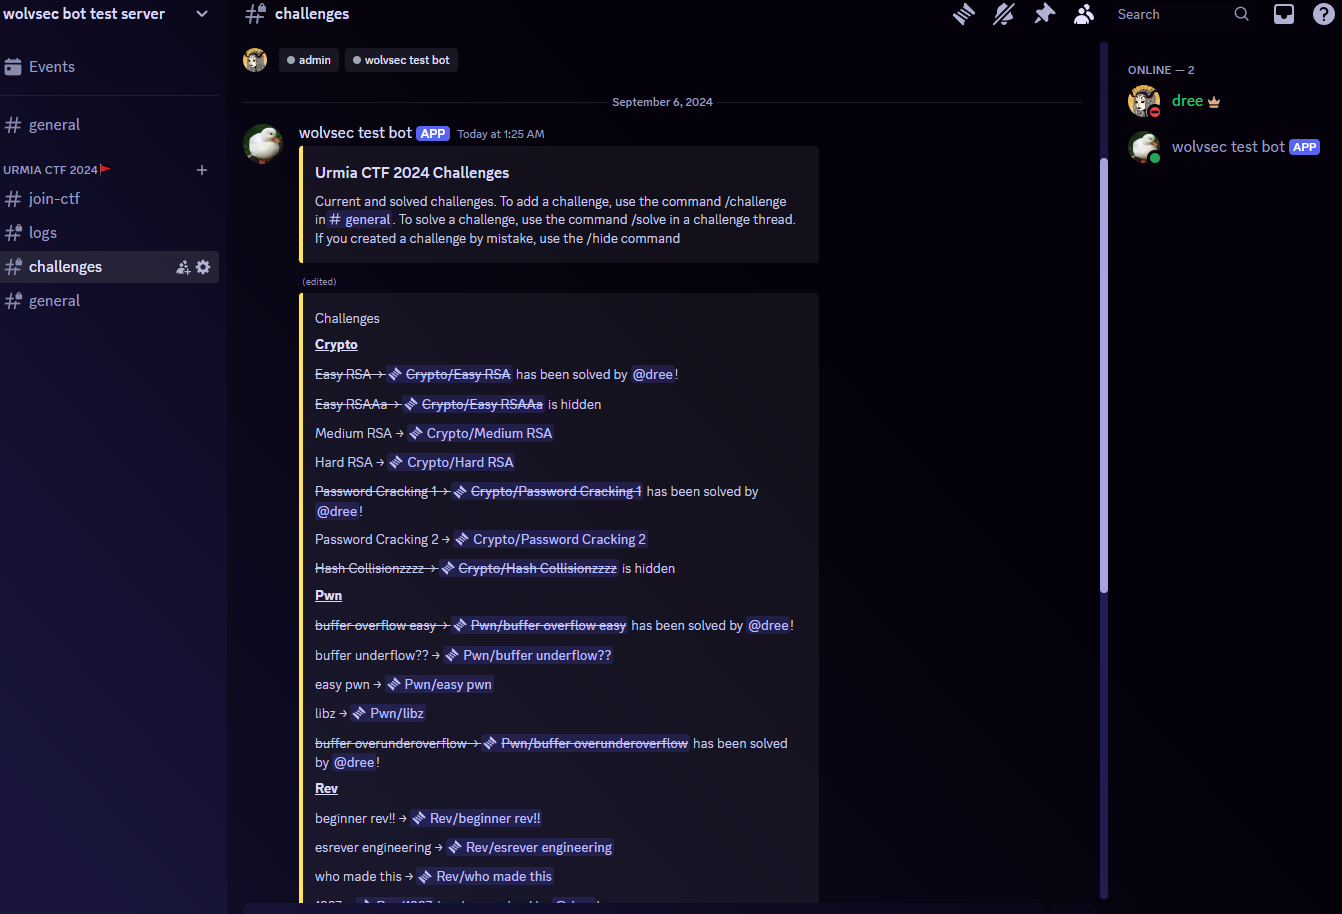 wolvsec bot test server
challenges
Search
Events
general
URMIA CTF 2024
join-ctf
logs
challenges
general
admin
wolvsec test bot
September 6, 2024
wolvsec test bot APP Today at 1:25 AM
Urmia CTF 2024 Challenges
Current and solved challenges. To add a challenge, use the command /challenge
in # general . To solve a challenge, use the command /solve in a challenge thread.
If you created a challenge by mistake, use the /hide command
(edited)
Challenges
Crypto
Easy RSA → Crypto/Easy RSA has been solved by @dree !
Easy RSAAa → Crypto/Easy RSAAa is hidden
Medium RSA → Crypto/Medium RSA
Hard RSA → Crypto/Hard RSA
Password Cracking 1 → Crypto/Password Cracking 1 has been solved by
@dree !
Password Cracking 2 → Crypto/Password Cracking 2
Hash Collisionzzzz → Crypto/Hash Collisionzzzz is hidden
Pwn
buffer overflow easy → Pwn/buffer overflow easy has been solved by @dree !
buffer underflow?? → Pwn/buffer underflow??
easy pwn → Pwn/easy pwn
libz → Pwn/libz
buffer overunderoverflow → Pwn/buffer overunderoverflow has been solved
by @dree !
Rev
beginner rev!! → Rev/beginner rev!!
esrever engineering → Rev/esrever engineering
who made this → Rev/who made this
ONLINE — 2
dree
wolvsec test bot APP